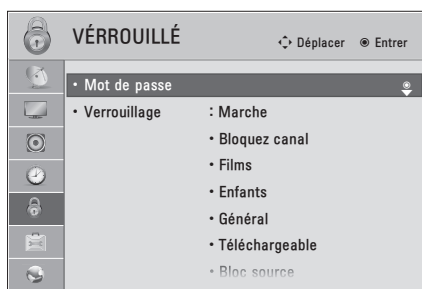 VÉRROUILLÉ Déplacer Entrer
• Mot de passe
• Verrouillage : Marche
• Bloquez canal
• Films
• Enfants
• Général
• Téléchargeable
• Bloc source